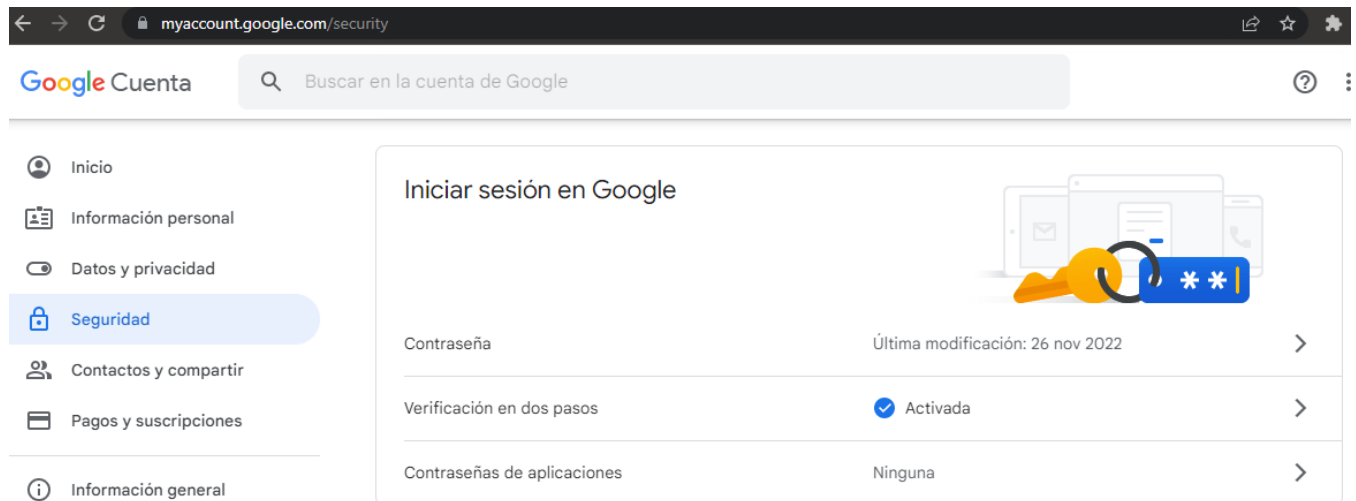 myaccount.google.com/security
Google Cuenta
Buscar en la cuenta de Google
Inicio
Información personal
Datos y privacidad
Seguridad
Contactos y compartir
Pagos y suscripciones
Información general
Iniciar sesión en Google
**
Contraseña Última modificación: 26 nov 2022
Verificación en dos pasos Activada
Contraseñas de aplicaciones Ninguna